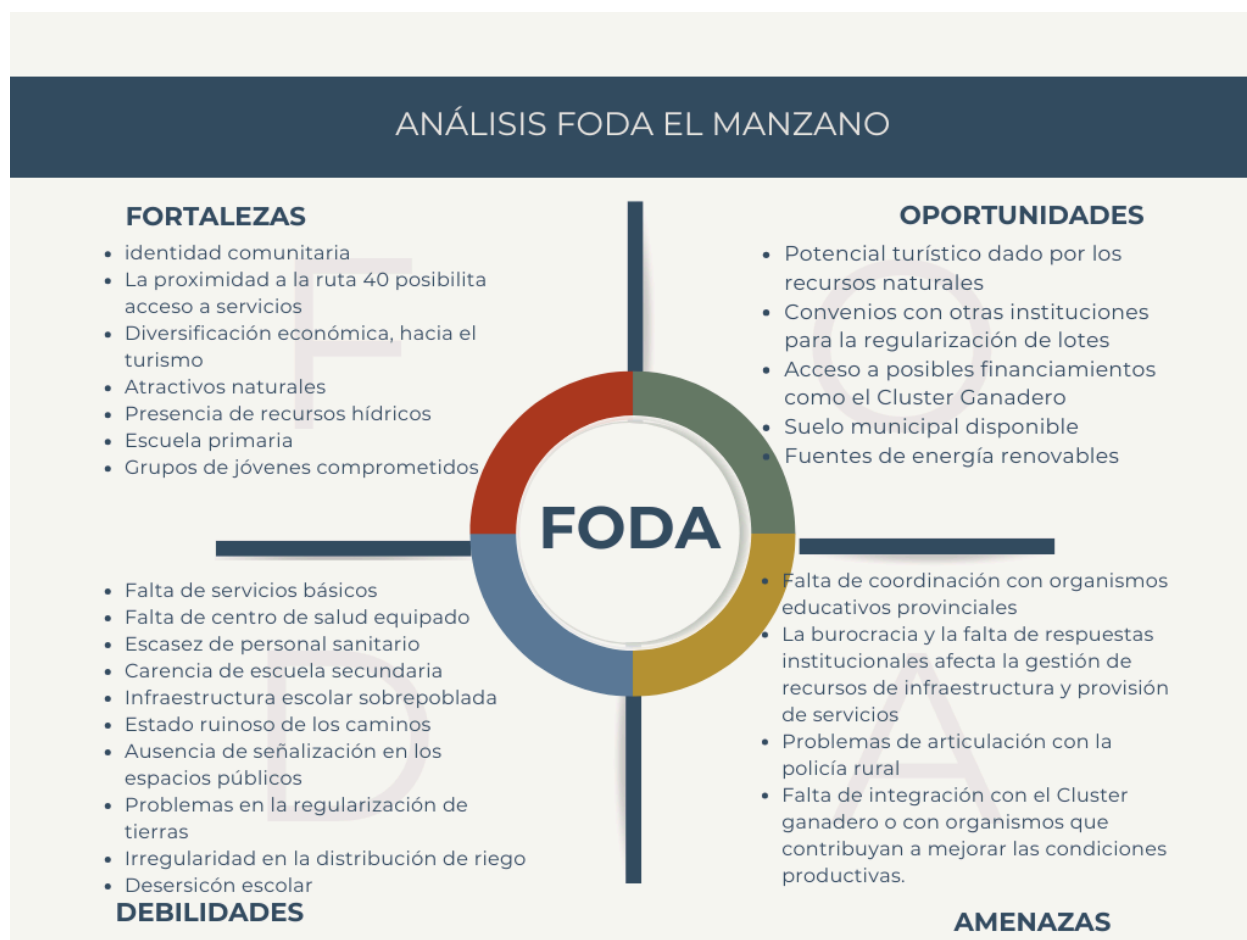 ANÁLISIS FODA EL MANZANO
FORTALEZAS
• identidad comunitaria
• La proximidad a la ruta 40 posibilita
acceso a servicios
• Diversificación económica, hacia el
turismo
• Atractivos naturales
• Presencia de recursos hídricos
• Escuela primaria
• Grupos de jóvenes comprometidos
F
OPORTUNIDADES
• Potencial turístico dado por los
recursos naturales
• Convenios con otras instituciones
para la regularización de lotes
• Acceso a posibles financiamientos
como el Cluster Ganadero
• Suelo municipal disponible
• Fuentes de energía renovables
O
FODA
• Falta de servicios básicos
• Falta de centro de salud equipado
• Escasez de personal sanitario
• Carencia de escuela secundaria
• Infraestructura escolar sobrepoblada
• Estado ruinoso de los caminos
• Ausencia de señalización en los
espacios públicos
• Problemas en la regularización de
tierras
• Irregularidad en la distribución de riego
• Desersicón escolar
D
DEBILIDADES
• Falta de coordinación con organismos
educativos provinciales
• La burocracia y la falta de respuestas
institucionales afecta la gestión de
recursos de infraestructura y provisión
de servicios
• Problemas de articulación con la
policía rural
• Falta de integración con el Cluster
ganadero o con organismos que
contribuyan a mejorar las condiciones
productivas.
A
AMENAZAS